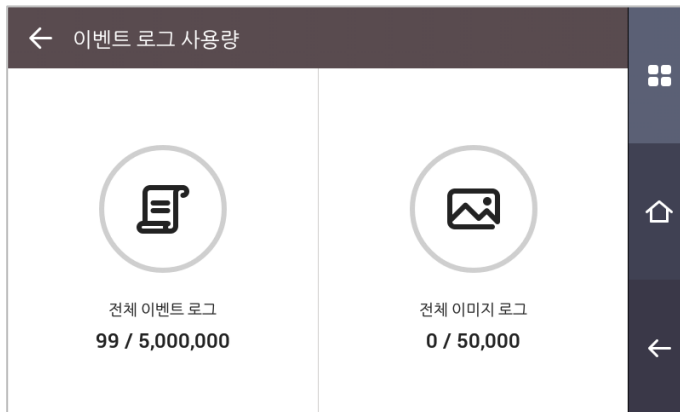 이벤트 로그 사용량
전체 이벤트 로그
99 / 5,000,000
전체 이미지 로그
0 / 50,000